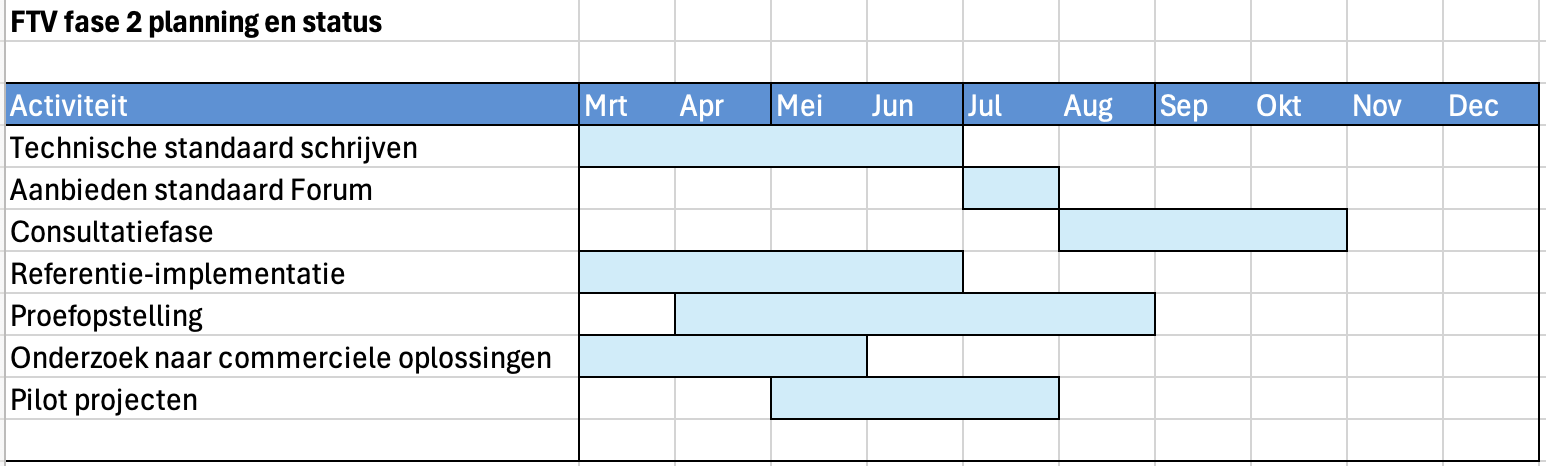 FTV fase 2 planning en status
Activiteit Mrt Apr Mei Jun Jul Aug Sep Okt Nov Dec
Technische standaard schrijven
Aanbieden standaard Forum
Consultatiefase
Referentie-implementatie
Proefopstelling
Onderzoek naar commerciele oplossingen
Pilot projecten